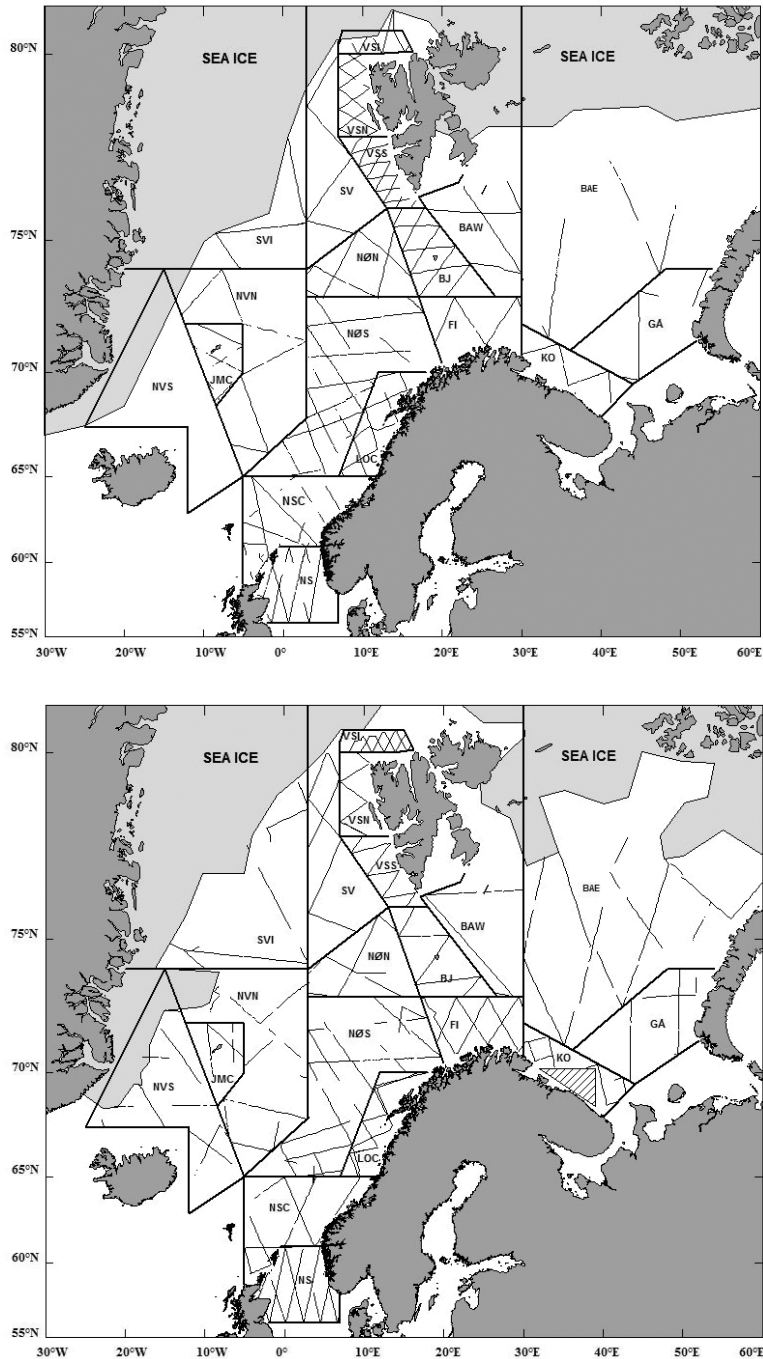 80°N
SEA ICE
VSI
SEA ICE
VSN
VSS
SV
BAW
BAE
75°N
SVI
NØN
BJ
NVN
NØS
FI
GÅ
70°N
NVS
JMC
KO
LOC
65°N
NSC
60°N
NS
55°N
30°W 20°W 10°W 0° 10°E 20°E 30°E 40°E 50°E 60°E
80°N
SEA ICE
VSI
SEA ICE
VSN
VSS
SV
BAE
BAW
75°N
SVI
NØN
BJ
NVN
NØS
FI
GÅ
70°N
NVS
JMC
KO
LOC
65°N
NSC
60°N
NS
55°N
30°W 20°W 10°W 0° 10°E 20°E 30°E 40°E 50°E 60°E